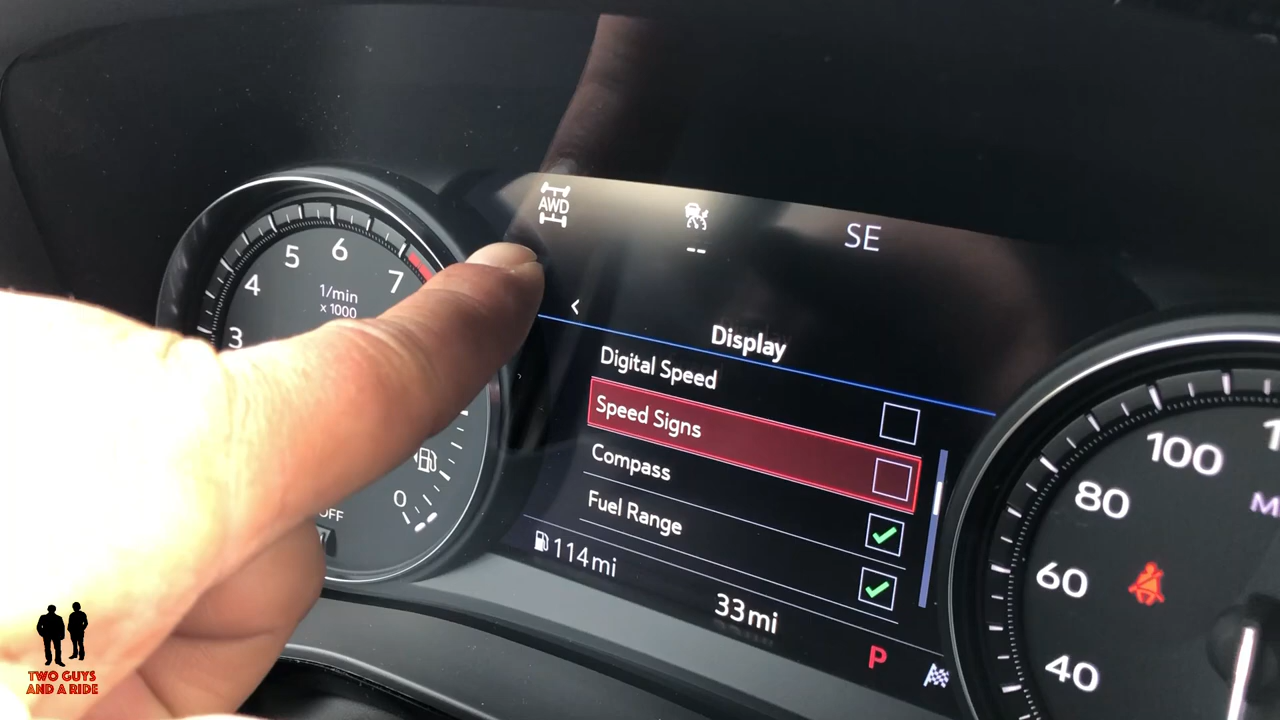 AWD
--
SE
Display
Digital Speed
Speed Signs
Compass
Fuel Range
114mi
33mi
P
3
4
5
6
7
1/min
x 1000
0
OFF
100
80
60
40
TWO GUYS
AND A RIDE